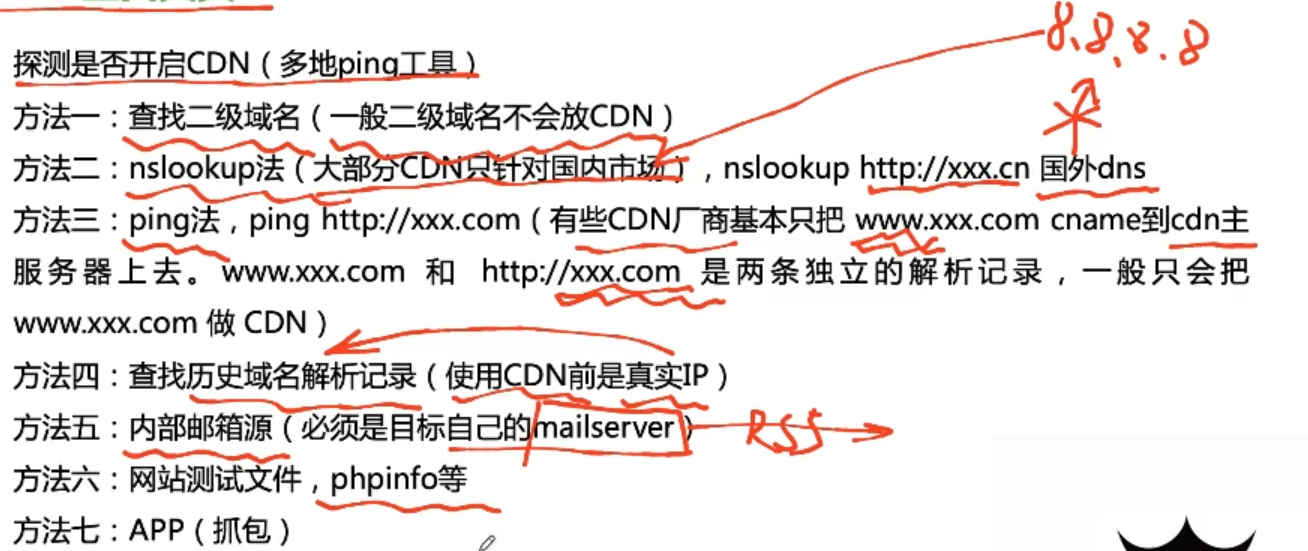 8.8.8.8
探测是否开启CDN（多地ping工具）
方法一：查找二级域名（一般二级域名不会放CDN）
方法二：nslookup法（大部分CDN只针对国内市场），nslookup http://xxx.cn 国外dns
方法三：ping法，ping http://xxx.com（有些CDN厂商基本只把 www.xxx.com cname到cdn主
服务器上去。www.xxx.com 和 http://xxx.com 是两条独立的解析记录，一般只会把
www.xxx.com 做 CDN）
方法四：查找历史域名解析记录（使用CDN前是真实IP）
方法五：内部邮箱源（必须是目标自己的mailserver） RSS
方法六：网站测试文件，phpinfo等
方法七：APP（抓包）